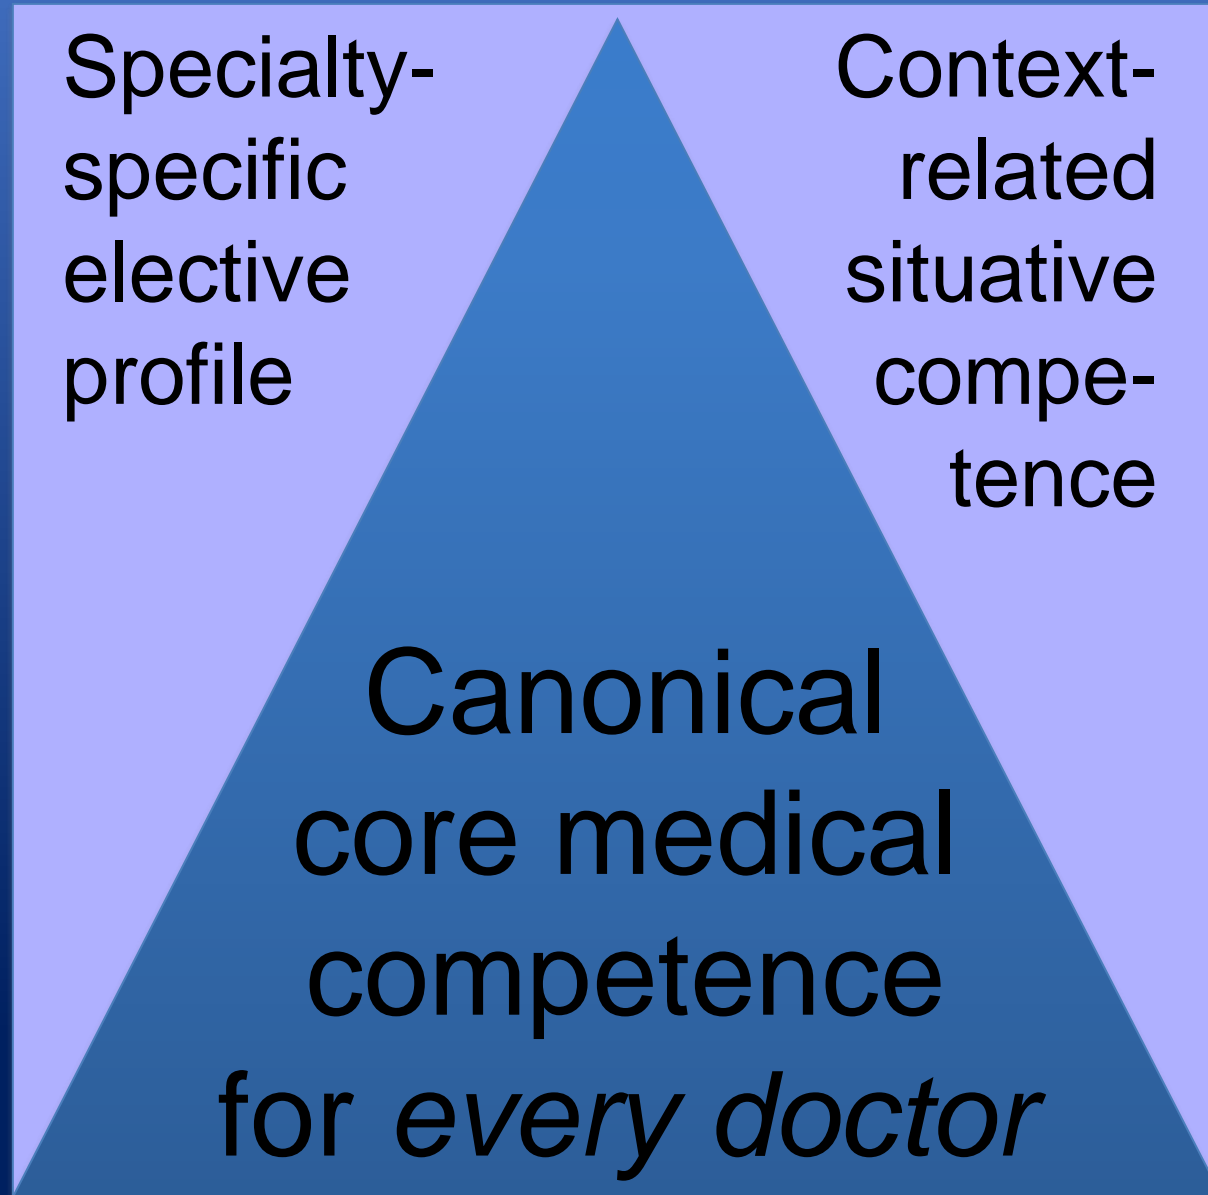 Specialty-
specific
elective
profile
Context-
related
situative
compe-
tence
Canonical
core medical
competence
for every doctor